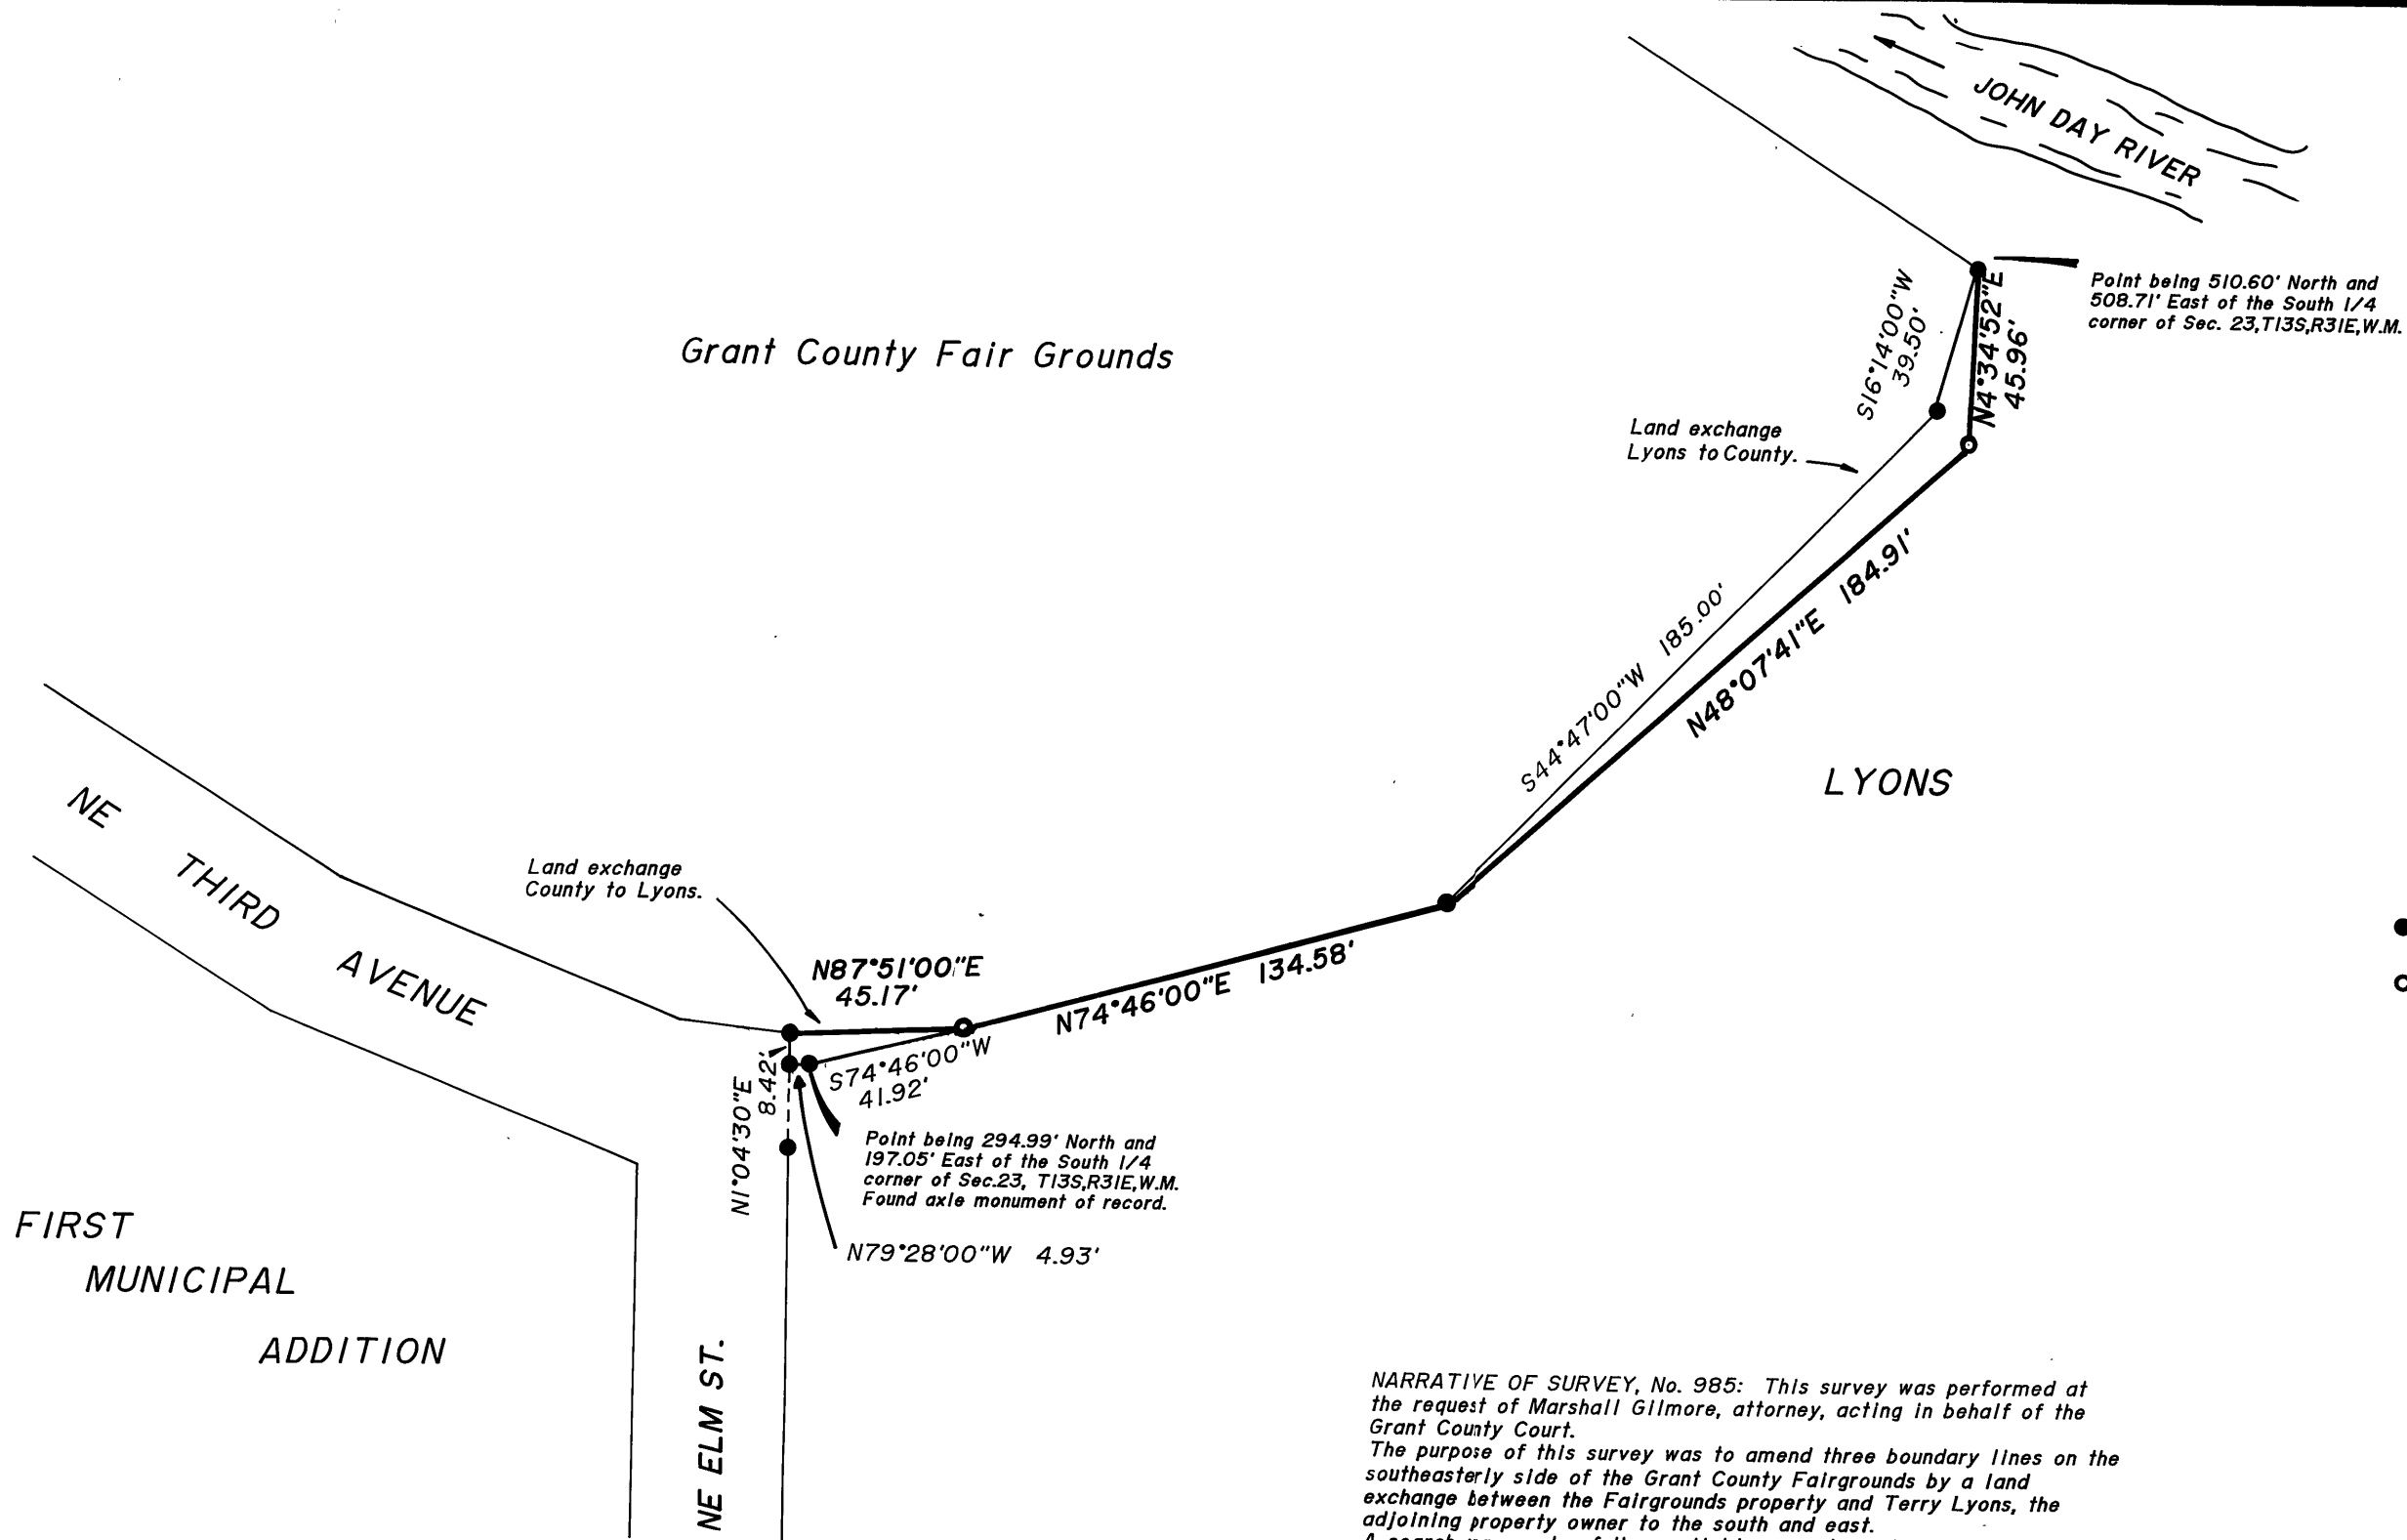 JOHN DAY RIVER
Point being 510.60' North and
508.71' East of the South 1/4
corner of Sec. 23,T13S,R31E,W.M.
S16°14'00"W
39.50'
N4°34'52"E
45.96'
Grant County Fair Grounds
Land exchange
Lyons to County.
S44°47'00"W 185.00'
N48°07'41"E 184.91'
LYONS
NE THIRD AVENUE
Land exchange
County to Lyons.
N87°51'00"E
45.17'
N74°46'00"E 134.58'
S74°46'00"W
41.92'
N1°04'30"E
8.42'
Point being 294.99' North and
197.05' East of the South 1/4
corner of Sec.23, T13S,R31E,W.M.
Found axle monument of record.
N79°28'00"W 4.93'
FIRST
MUNICIPAL
ADDITION
NE ELM ST.
NARRATIVE OF SURVEY, No. 985: This survey was performed at
the request of Marshall Gilmore, attorney, acting in behalf of the
Grant County Court.
The purpose of this survey was to amend three boundary lines on the
southeasterly side of the Grant County Fairgrounds by a land
exchange between the Fairgrounds property and Terry Lyons, the
adjoining property owner to the south and east.